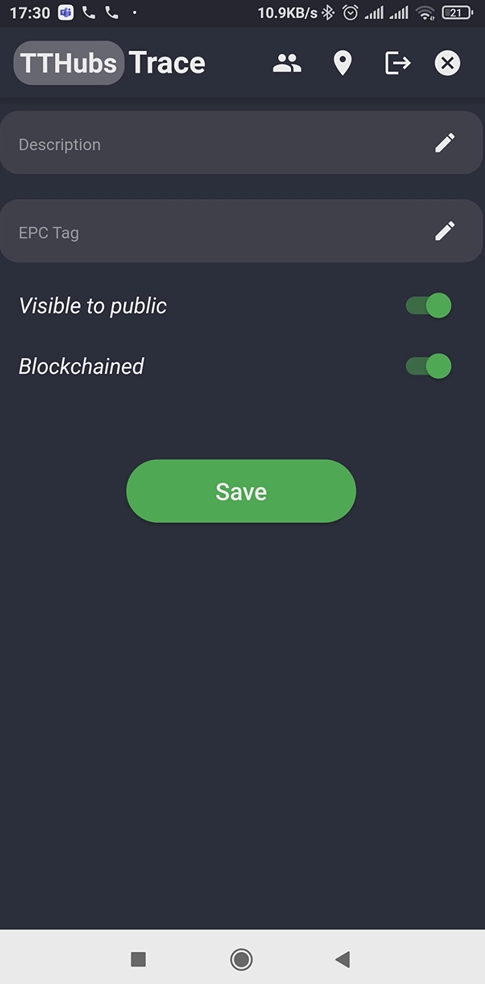 17:30 10.9KB/s 21
TTHubs Trace
Description
EPC Tag
Visible to public
Blockchained
Save